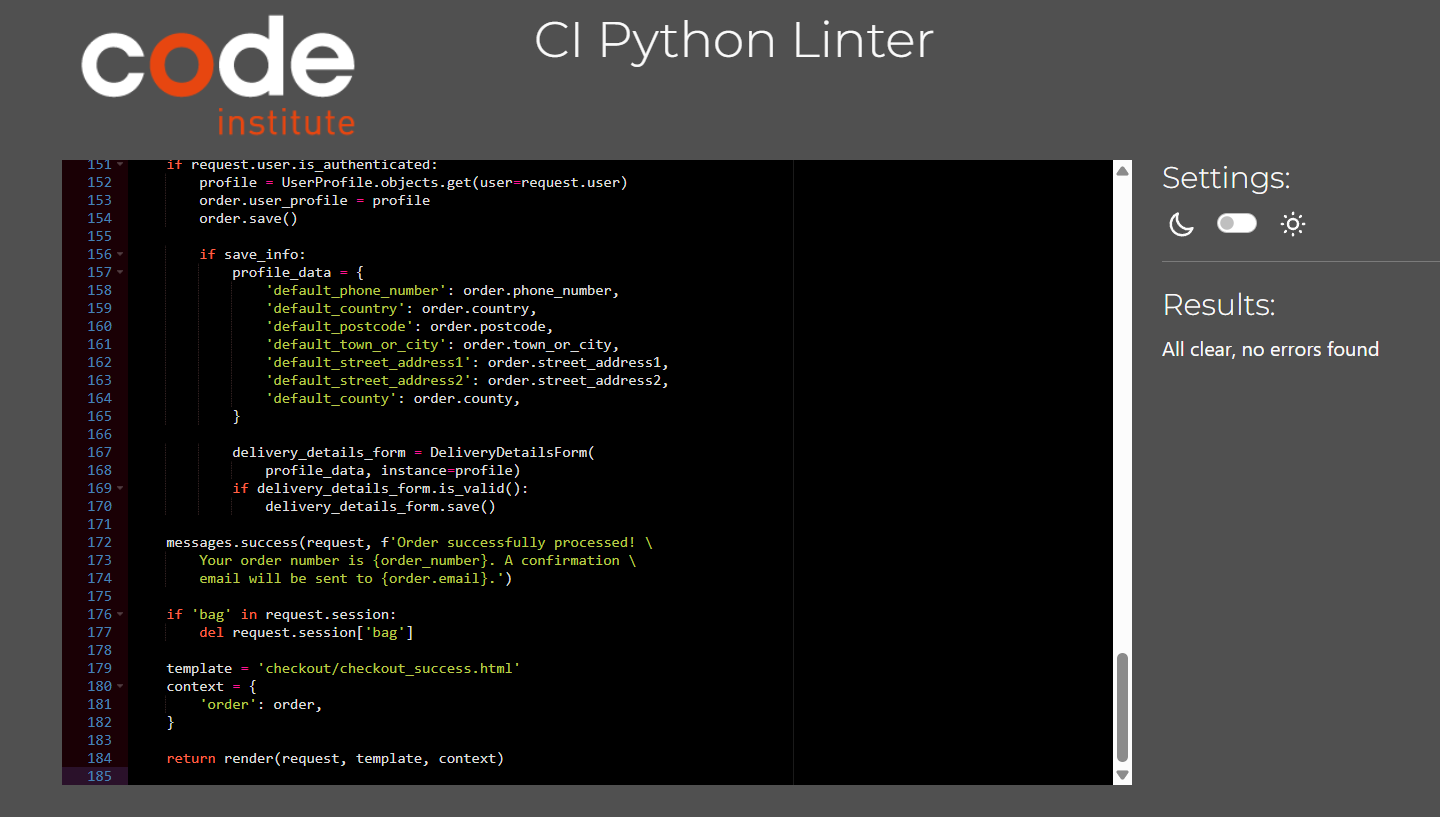 code
institute
CI Python Linter
151 if request.user.is_authenticated:
152 profile = UserProfile.objects.get(user=request.user)
153 order.user_profile = profile
154 order.save()
155
156 if save_info:
157 profile_data = {
158 'default_phone_number': order.phone_number,
159 'default_country': order.country,
160 'default_postcode': order.postcode,
161 'default_town_or_city': order.town_or_city,
162 'default_street_address1': order.street_address1,
163 'default_street_address2': order.street_address2,
164 'default_county': order.county,
165 }
166
167 delivery_details_form = DeliveryDetailsForm(
168 profile_data, instance=profile)
169 if delivery_details_form.is_valid():
170 delivery_details_form.save()
171
172 messages.success(request, f'Order successfully processed! \
173 Your order number is {order_number}. A confirmation \
174 email will be sent to {order.email}.')
175
176 if 'bag' in request.session:
177 del request.session['bag']
178
179 template = 'checkout/checkout_success.html'
180 context = {
181 'order': order,
182 }
183
184 return render(request, template, context)
185
Settings:
Results:
All clear, no errors found